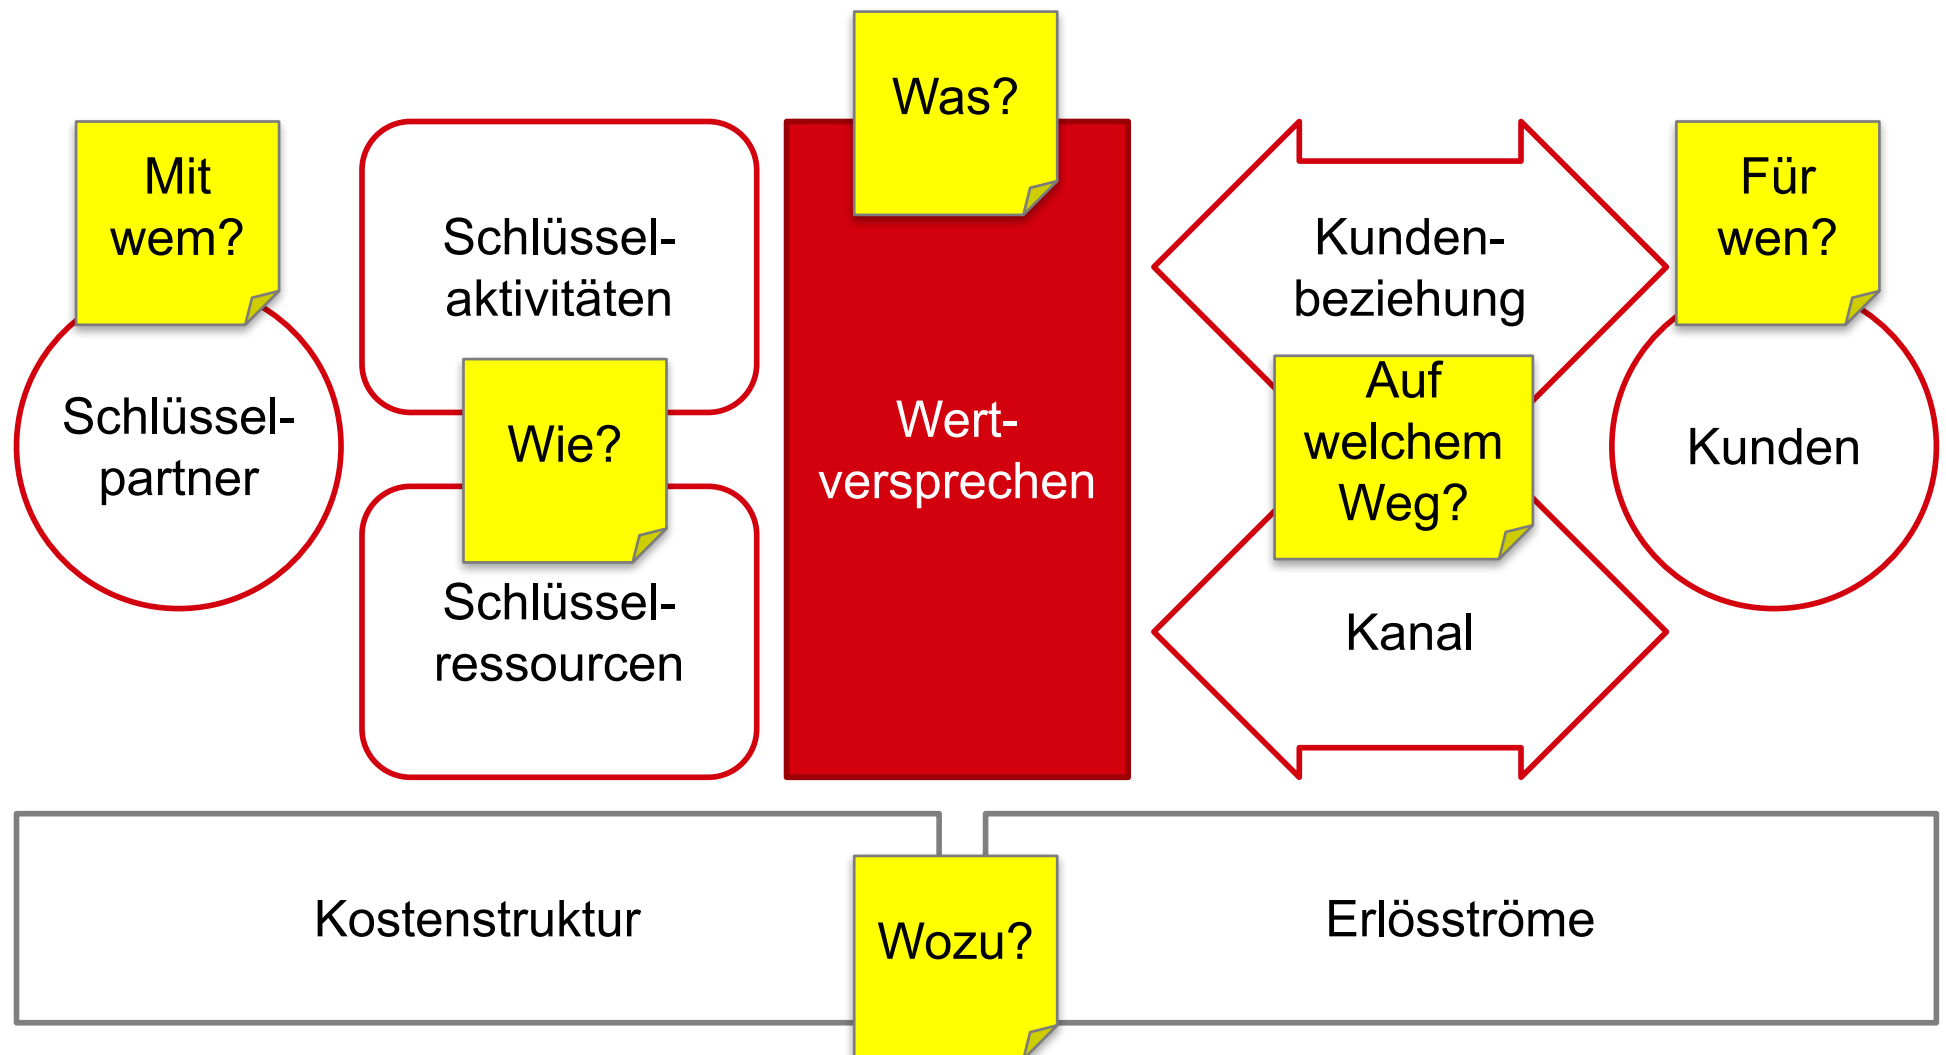 Was?
Mit
wem?
Schlüssel-
aktivitäten
Kunden-
beziehung
Für
wen?
Schlüssel-
partner
Wie?
Wert-
versprechen
Auf
welchem
Weg?
Kunden
Schlüssel-
ressourcen
Kanal
Kostenstruktur
Wozu?
Erlösströme